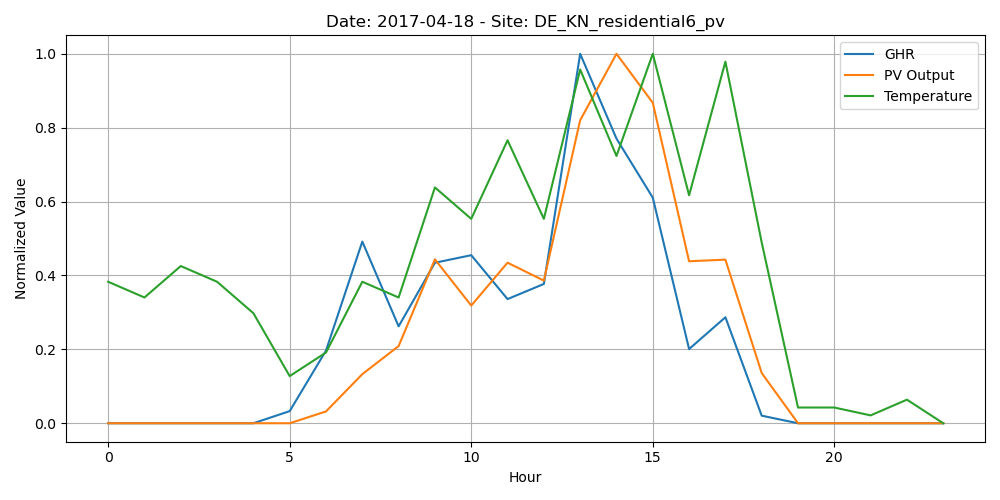 Date: 2017-04-18 - Site: DE_KN_residential6_pv
GHR
PV Output
Temperature
Normalized Value
1.0
0.8
0.6
0.4
0.2
0.0
0 5 10 15 20
Hour